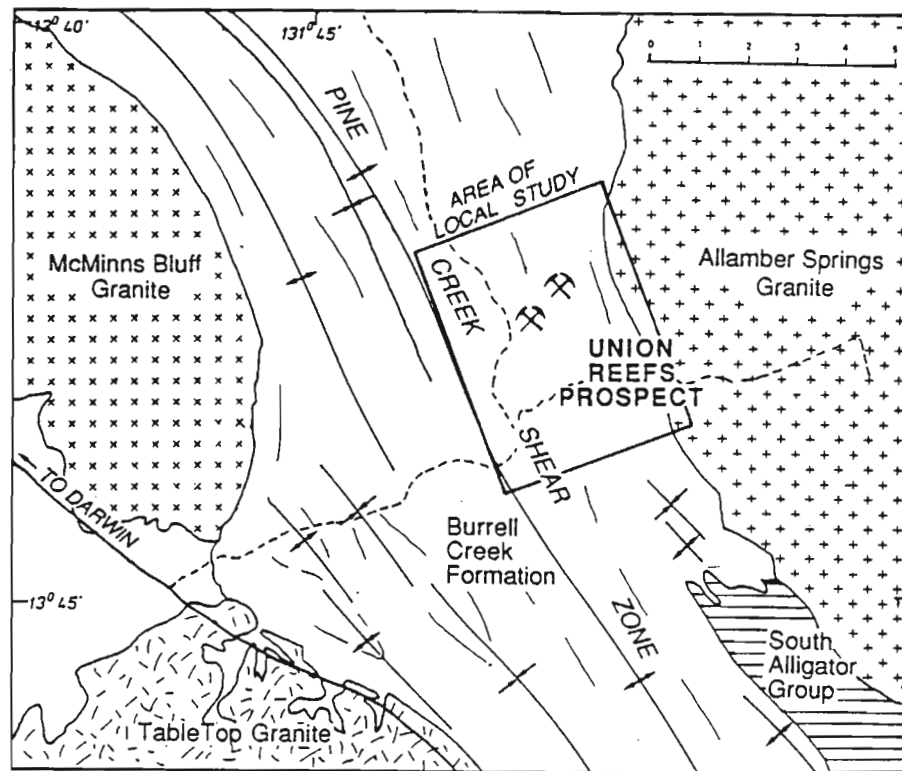 13° 40'
131° 45'
0 1 2 3 4 5
PINE
AREA OF
LOCAL STUDY
McMinns Bluff
Granite
CREEK
Allamber Springs
Granite
UNION
REEFS
PROSPECT
SHEAR
TO DARWIN
Burrell
Creek
Formation
13° 45'
ZONE
South
Alligator
Group
TableTop Granite